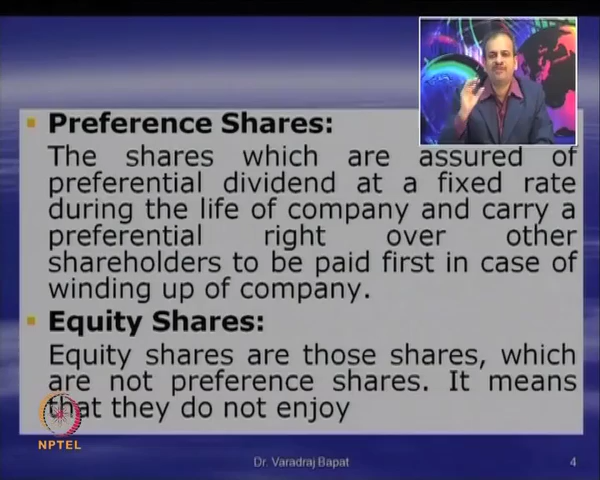 Preference Shares:
The shares which are assured of
preferential dividend at a fixed rate
during the life of company and carry a
preferential right over other
shareholders to be paid first in case of
winding up of company.
Equity Shares:
Equity shares are those shares, which
are not preference shares. It means
that they do not enjoy
NPTEL
Dr. Varadraj Bapat
4